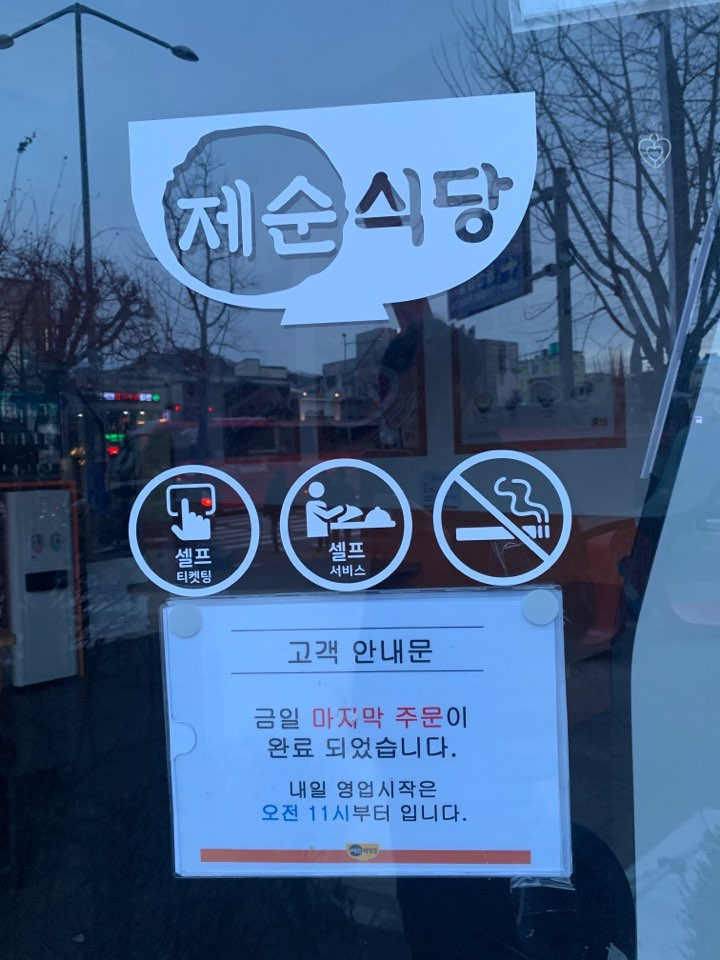 제순식당
셀프
티켓팅
셀프
서비스
고객 안내문
금일 마지막 주문이
완료 되었습니다.
내일 영업시작은
오전 11시부터 입니다.